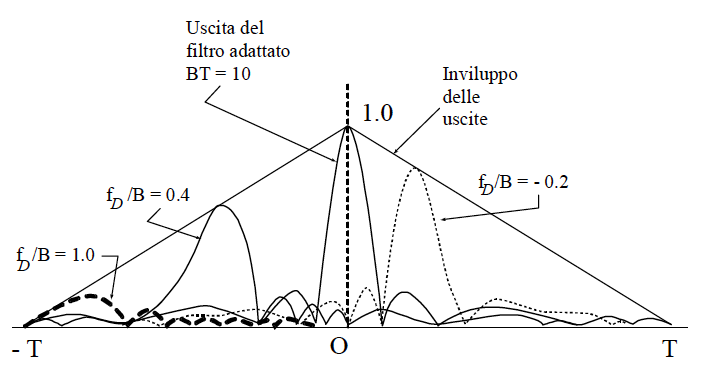 Uscita del
filtro adattato
BT = 10
Inviluppo
delle
uscite
1.0
f_D/B = 0.4
f_D/B = - 0.2
f_D/B = 1.0
- T
O
T